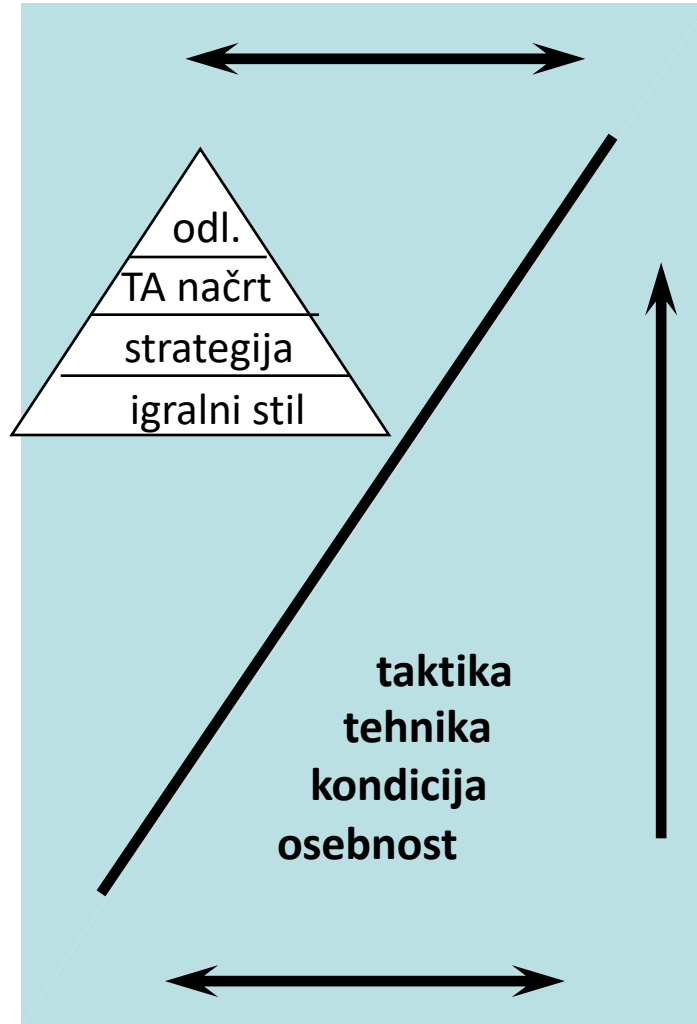 odl.
TA načrt
strategija
igralni stil
taktika
tehnika
kondicija
osebnost